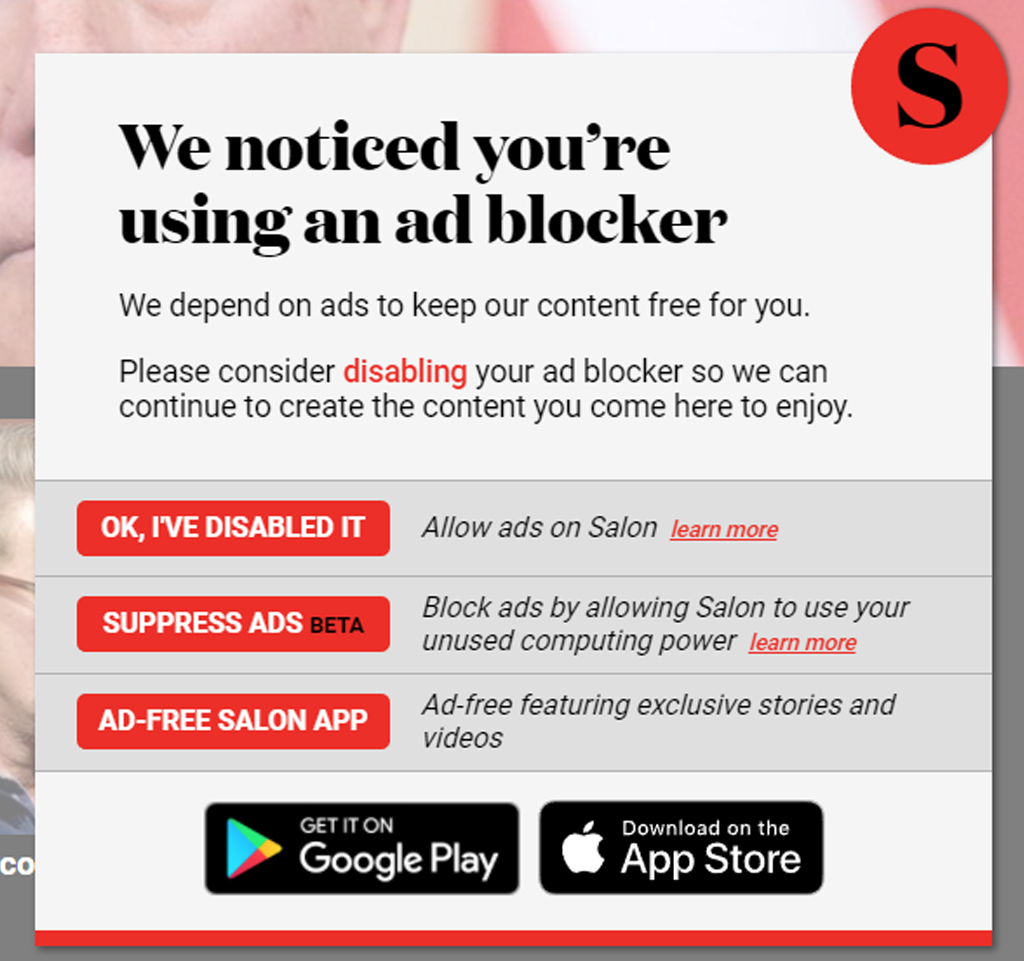 S
We noticed you’re
using an ad blocker
We depend on ads to keep our content free for you.
Please consider disabling your ad blocker so we can
continue to create the content you come here to enjoy.
OK, I'VE DISABLED IT
Allow ads on Salon learn more
SUPPRESS ADS BETA
Block ads by allowing Salon to use your
unused computing power learn more
AD-FREE SALON APP
Ad-free featuring exclusive stories and
videos
co
GET IT ON
Google Play
Download on the
App Store